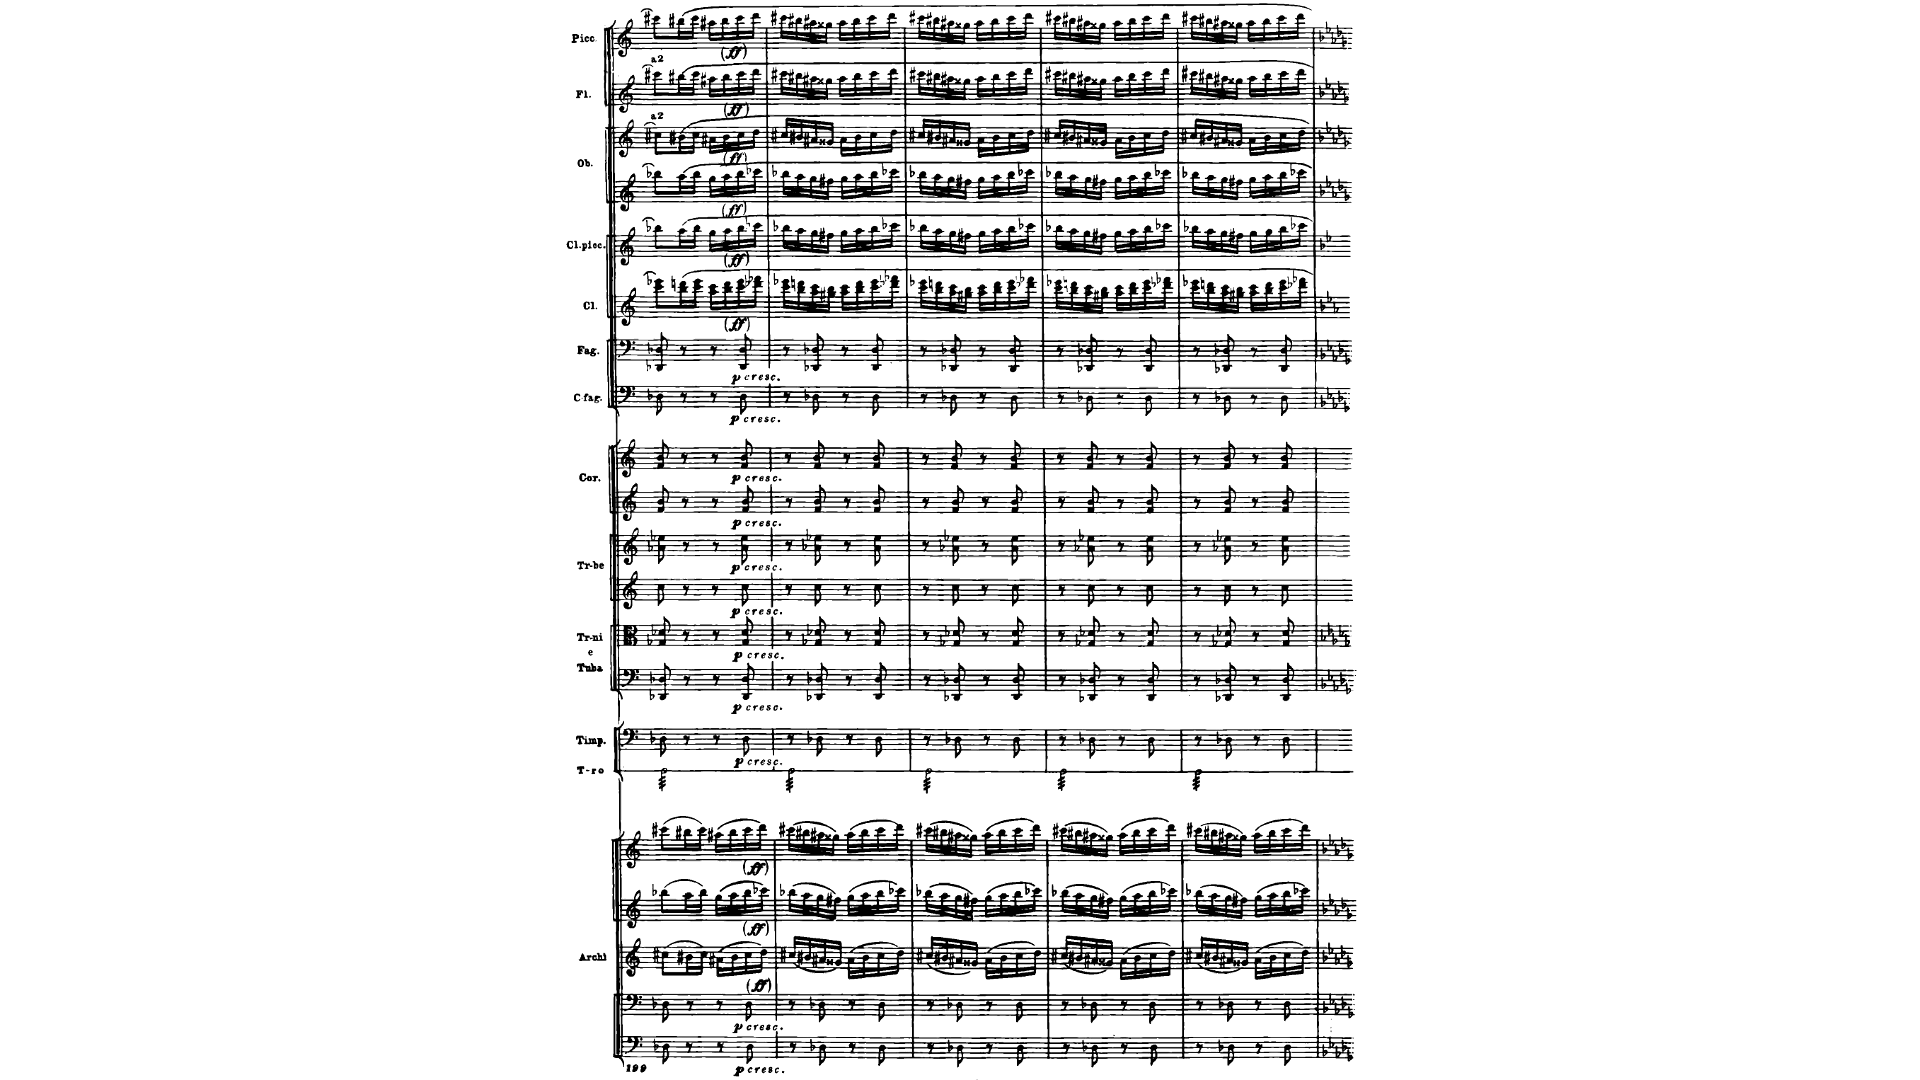 Picc.
(ff)
a2
Fl.
(ff)
a2
Ob.
(ff)
(ff)
Cl.picc.
(ff)
Cl.
(ff)
Fag.
p cresc.
C-fag.
p cresc.
Cor.
p cresc.
p cresc.
Tr-be
p cresc.
p cresc.
Tr-ni
e
Tuba
p cresc.
p cresc.
Timp.
p cresc.
T-ro
(ff)
(ff)
Archi
(ff)
p cresc.
199
p cresc.